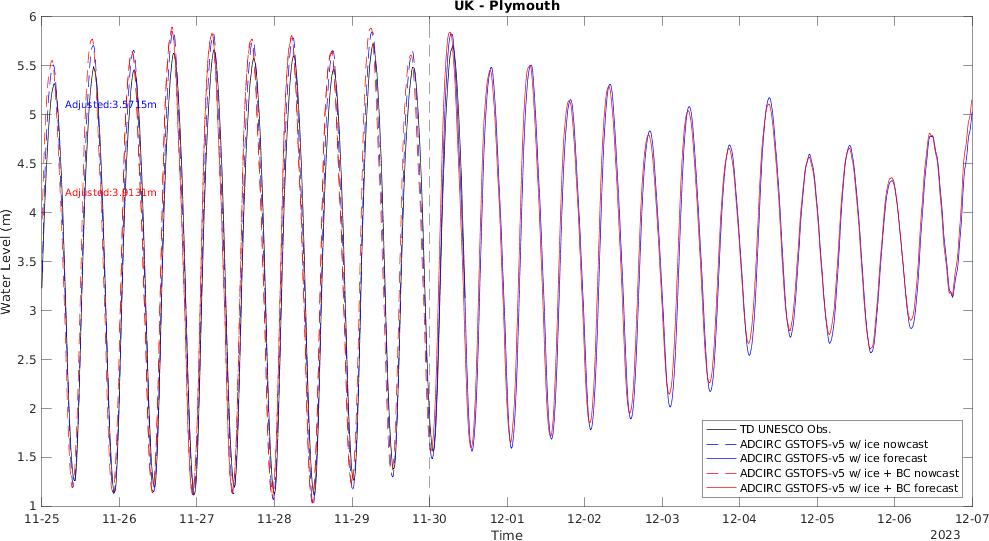 UK - Plymouth
6
5.5
5
4.5
4
3.5
3
2.5
2
1.5
1
Water Level (m)
Adjusted:3.5715m
Adjusted:3.9131m
TD UNESCO Obs.
ADCIRC GSTOFS-v5 w/ ice nowcast
ADCIRC GSTOFS-v5 w/ ice forecast
ADCIRC GSTOFS-v5 w/ ice + BC nowcast
ADCIRC GSTOFS-v5 w/ ice + BC forecast
11-25 11-26 11-27 11-28 11-29 11-30 12-01 12-02 12-03 12-04 12-05 12-06 12-07
Time
2023